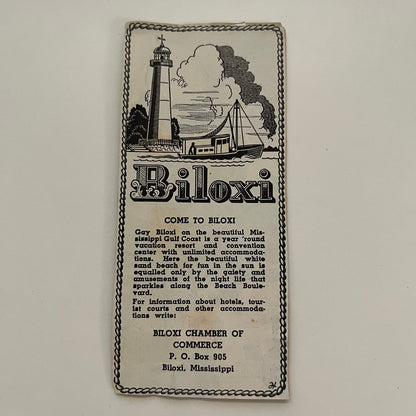 Biloxi
COME TO BILOXI
Gay Biloxi on the beautiful Mis-
sissippi Gulf Coast is a year 'round
vacation resort and convention
center with unlimited accommoda-
tions. Here the beautiful white
sand beach for fun in the sun is
equalled only by the gaiety and
amusements of the night life that
sparkles along the Beach Boule-
vard.
For information about hotels, tour-
ist courts and other accommoda-
tions write:
BILOXI CHAMBER OF
COMMERCE
P. O. Box 905
Biloxi, Mississippi